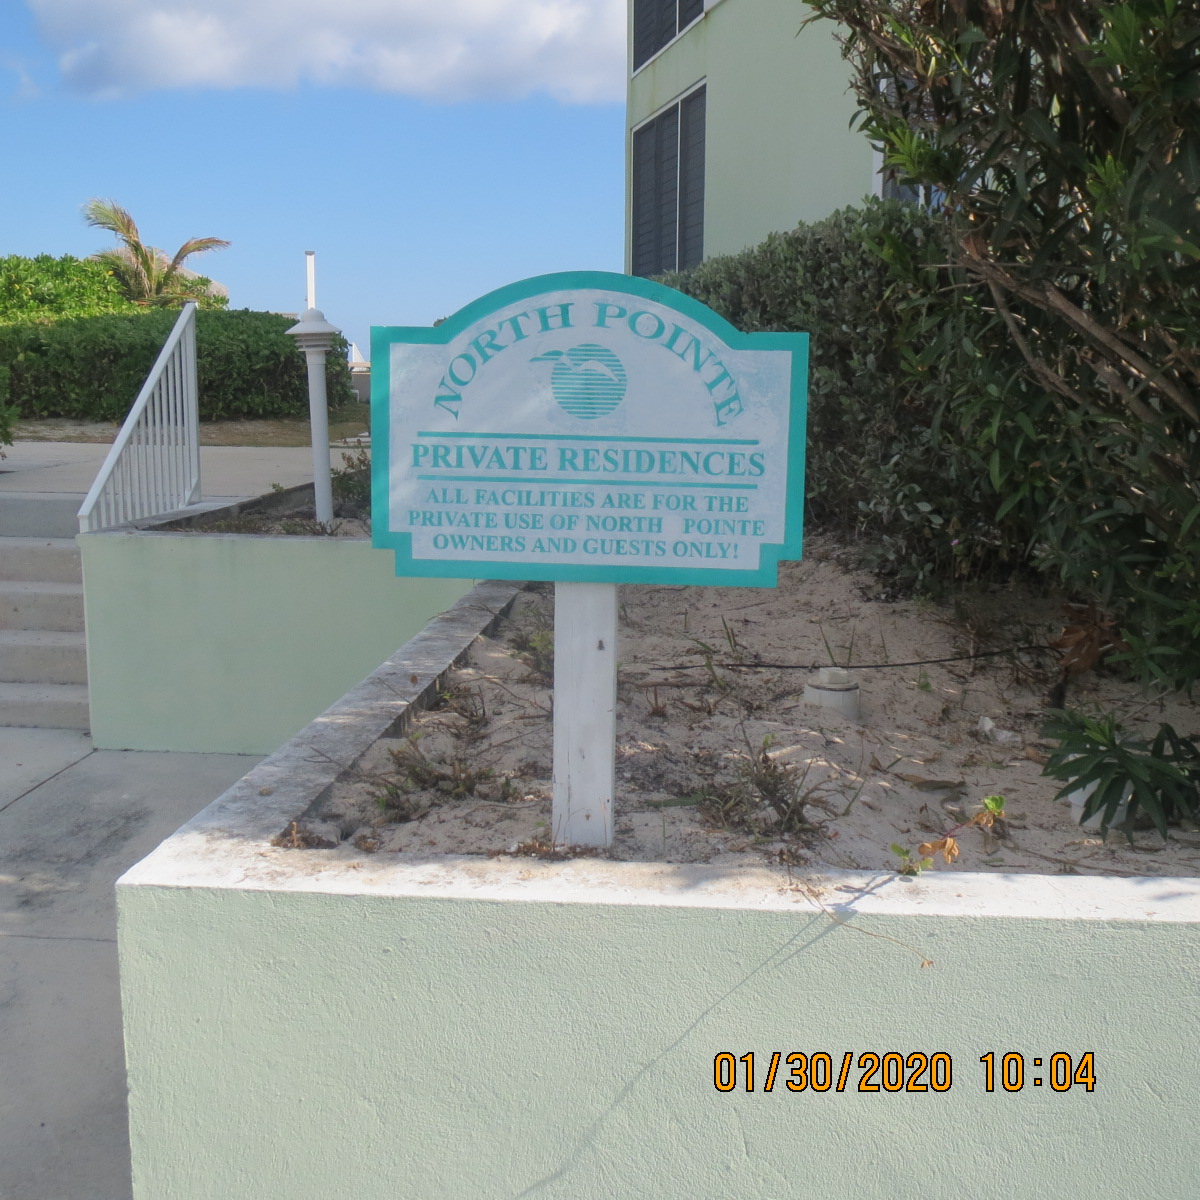 NORTH POINTE
PRIVATE RESIDENCES
ALL FACILITIES ARE FOR THE
PRIVATE USE OF NORTH POINTE
OWNERS AND GUESTS ONLY!
01/30/2020 10:04